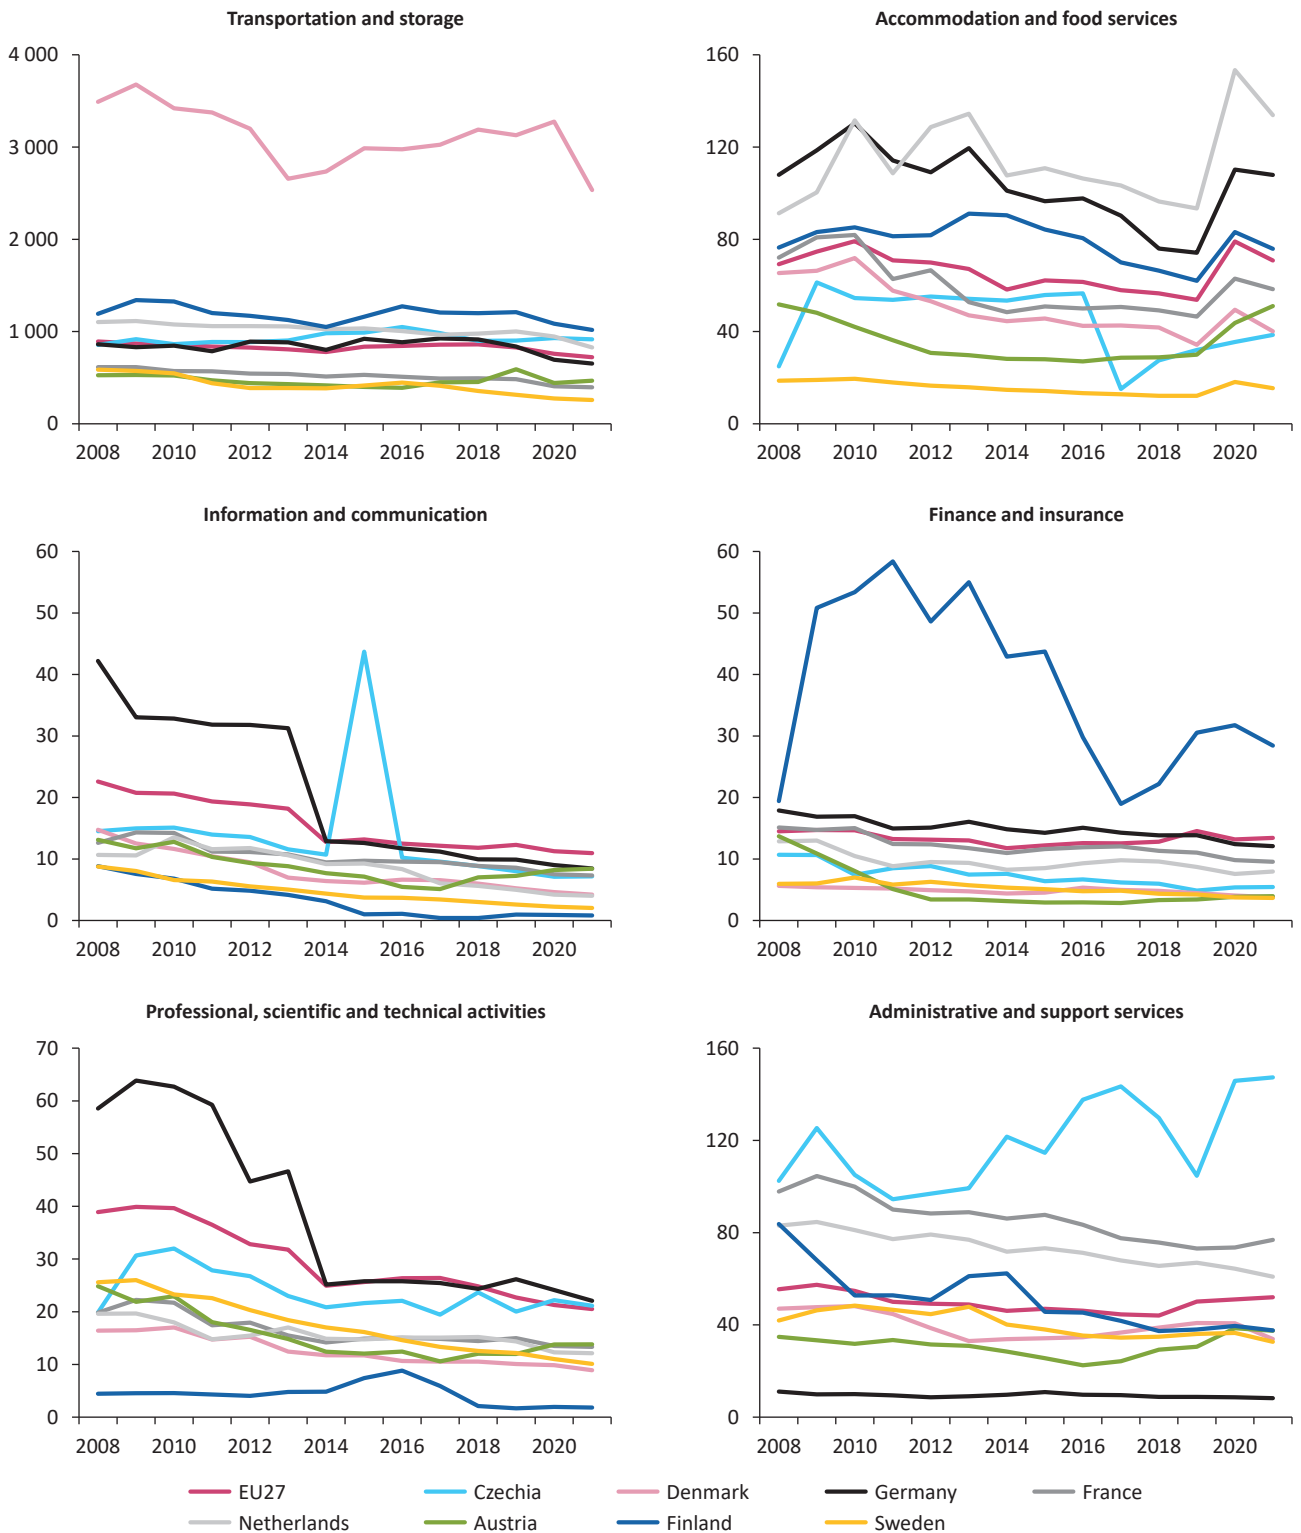 Transportation and storage
4 000
3 000
2 000
1 000
0
2008 2010 2012 2014 2016 2018 2020
Accommodation and food services
160
120
80
40
0
2008 2010 2012 2014 2016 2018 2020
Information and communication
60
50
40
30
20
10
0
2008 2010 2012 2014 2016 2018 2020
Finance and insurance
60
50
40
30
20
10
0
2008 2010 2012 2014 2016 2018 2020
Professional, scientific and technical activities
70
60
50
40
30
20
10
0
2008 2010 2012 2014 2016 2018 2020
Administrative and support services
160
120
80
40
0
2008 2010 2012 2014 2016 2018 2020
EU27 Czechia Denmark Germany France
Netherlands Austria Finland Sweden